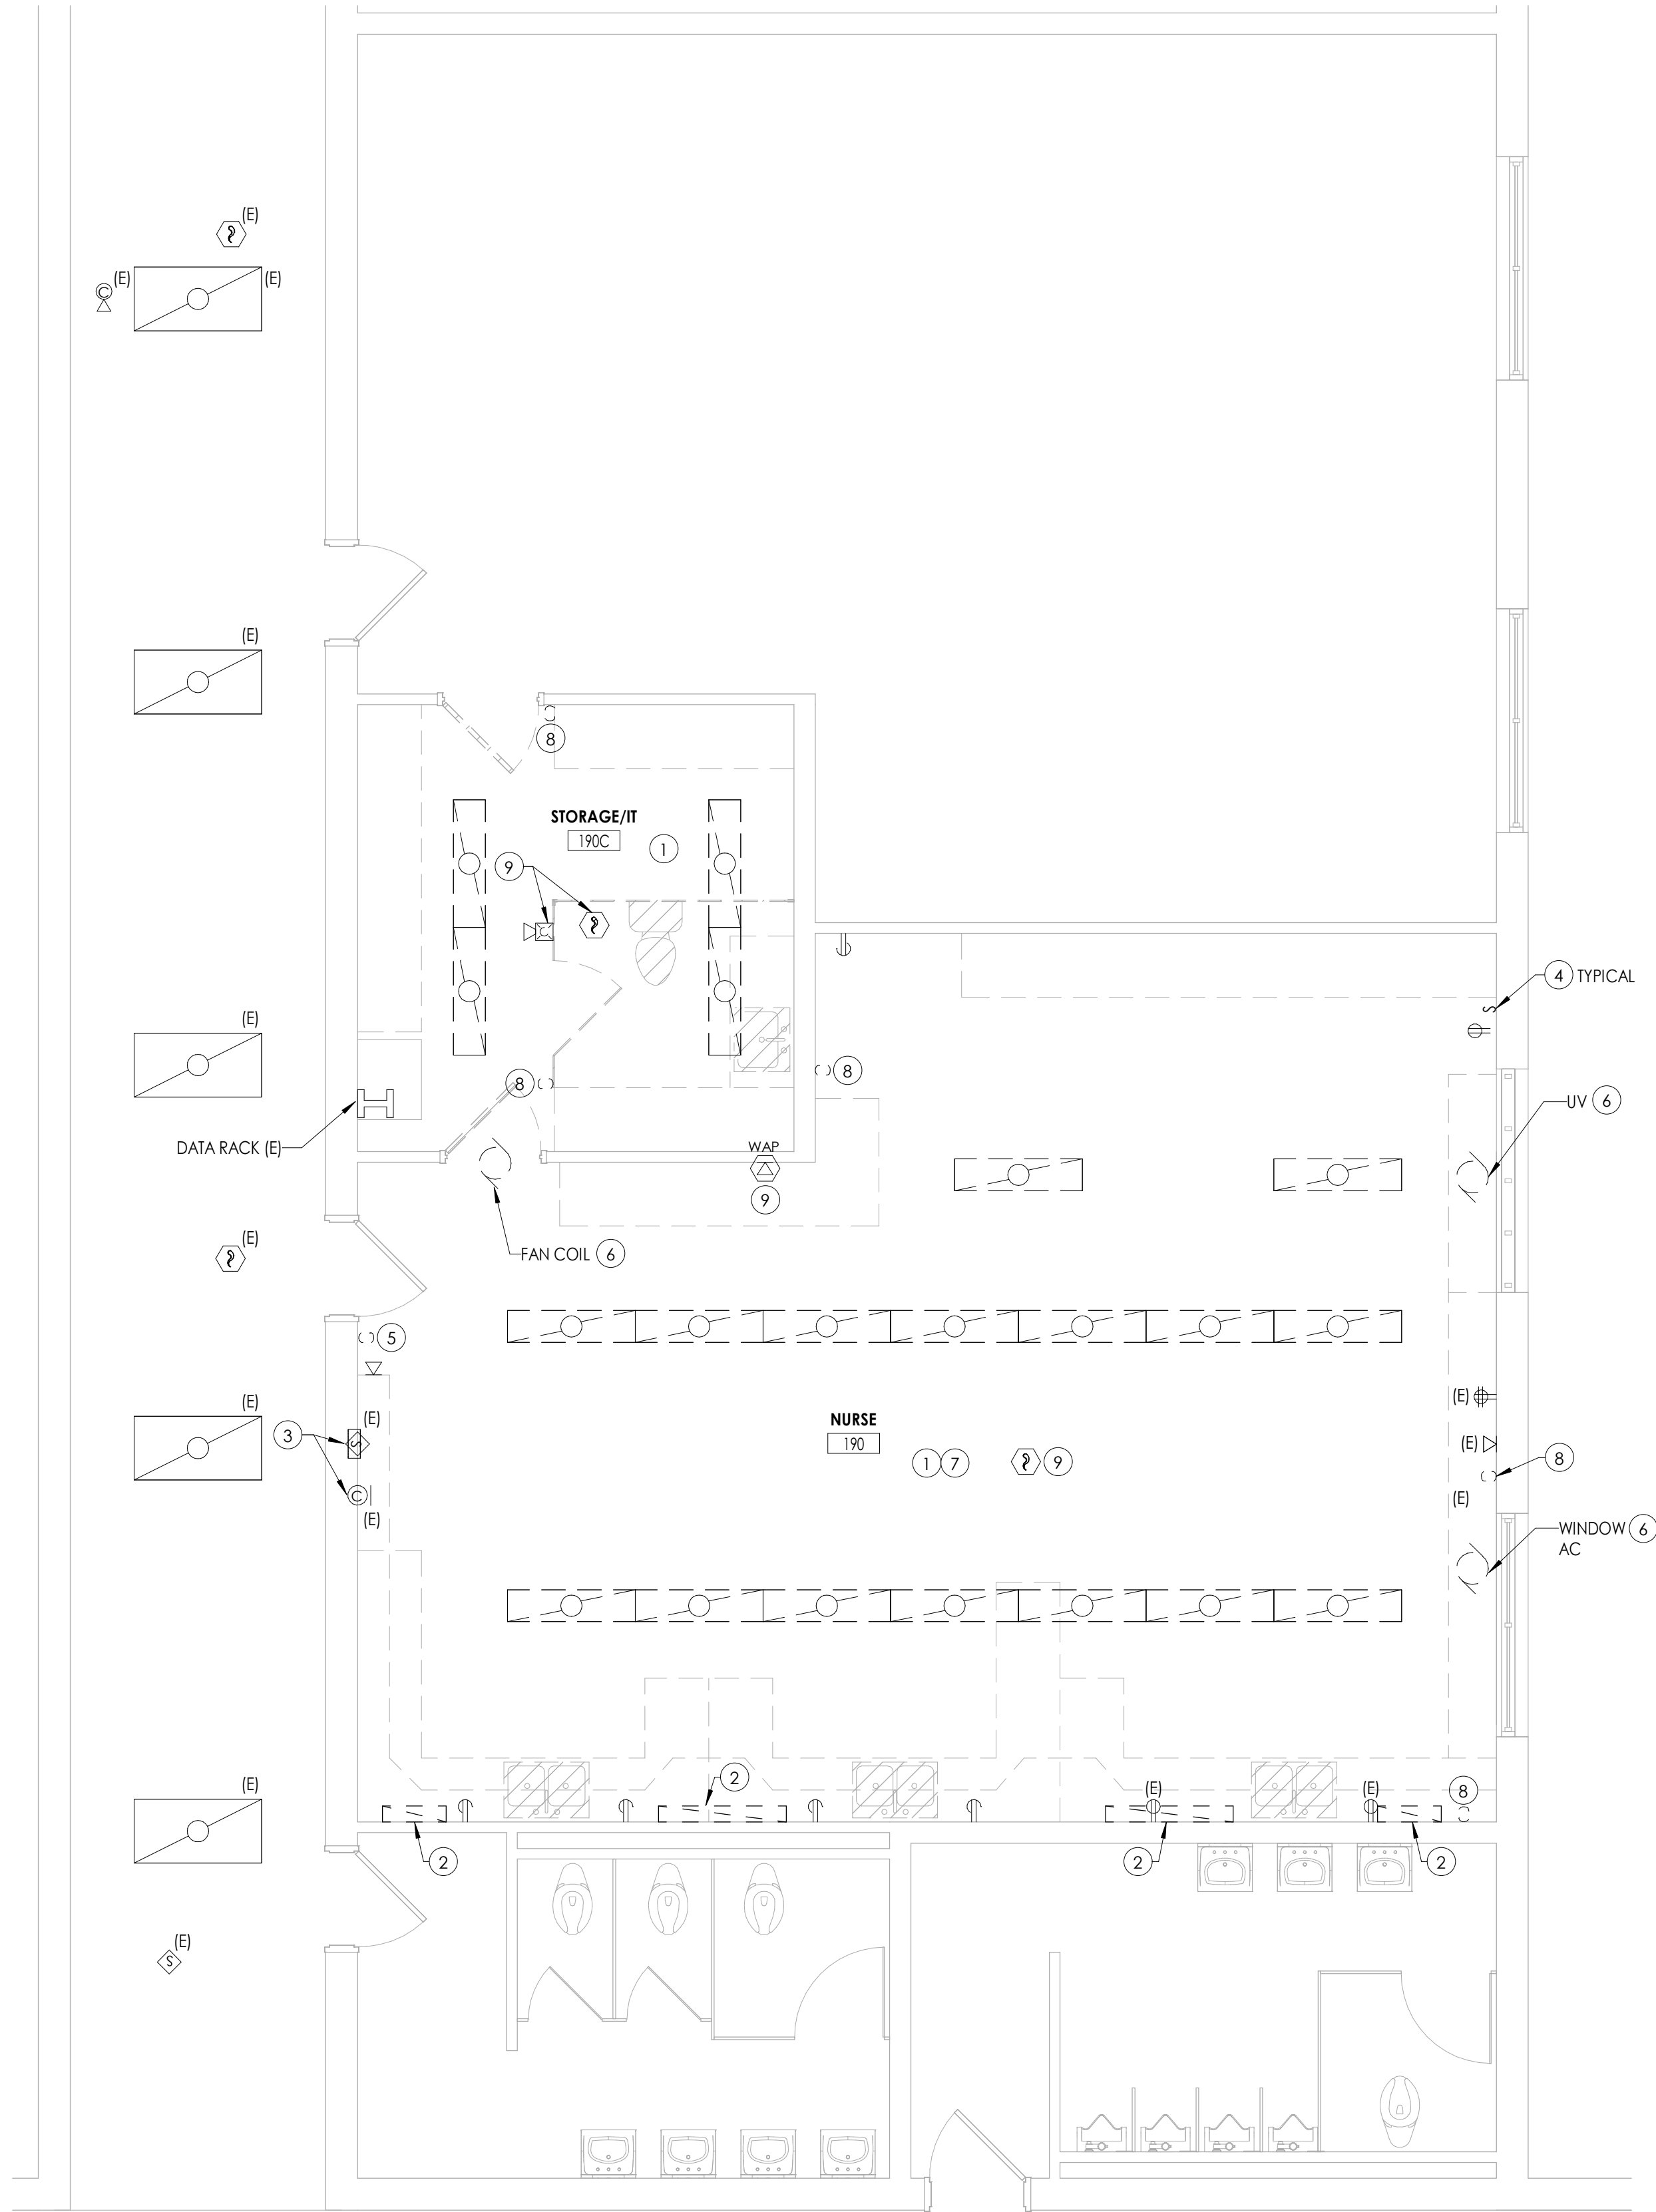 (E)
(E)
(E)
C
(E)
8
STORAGE/IT
190C
1
9
C
4 TYPICAL
S
(E)
8
8
UV 6
DATA RACK (E)
WAP
9
(E)
FAN COIL 6
5
(E)
(E)
(E)
3
S
NURSE
190
(E)
1
7
9
8
C
(E)
(E)
WINDOW 6
AC
2
(E)
(E)
(E)
8
2
2
2
(E)
S